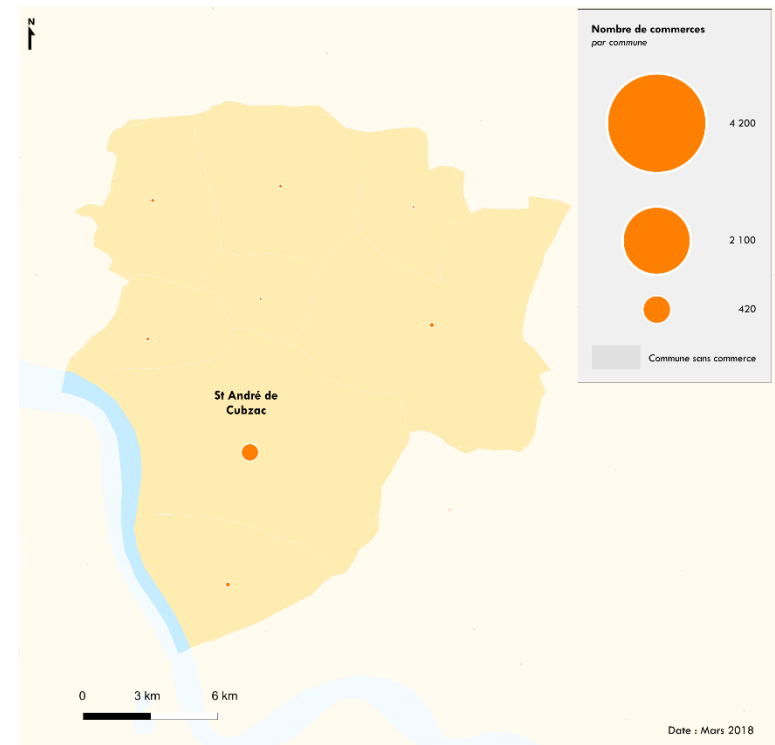 N
Nombre de commerces
par commune
4 200
2 100
420
Commune sans commerce
St André de
Cubzac
0 3 km 6 km
Date : Mars 2018